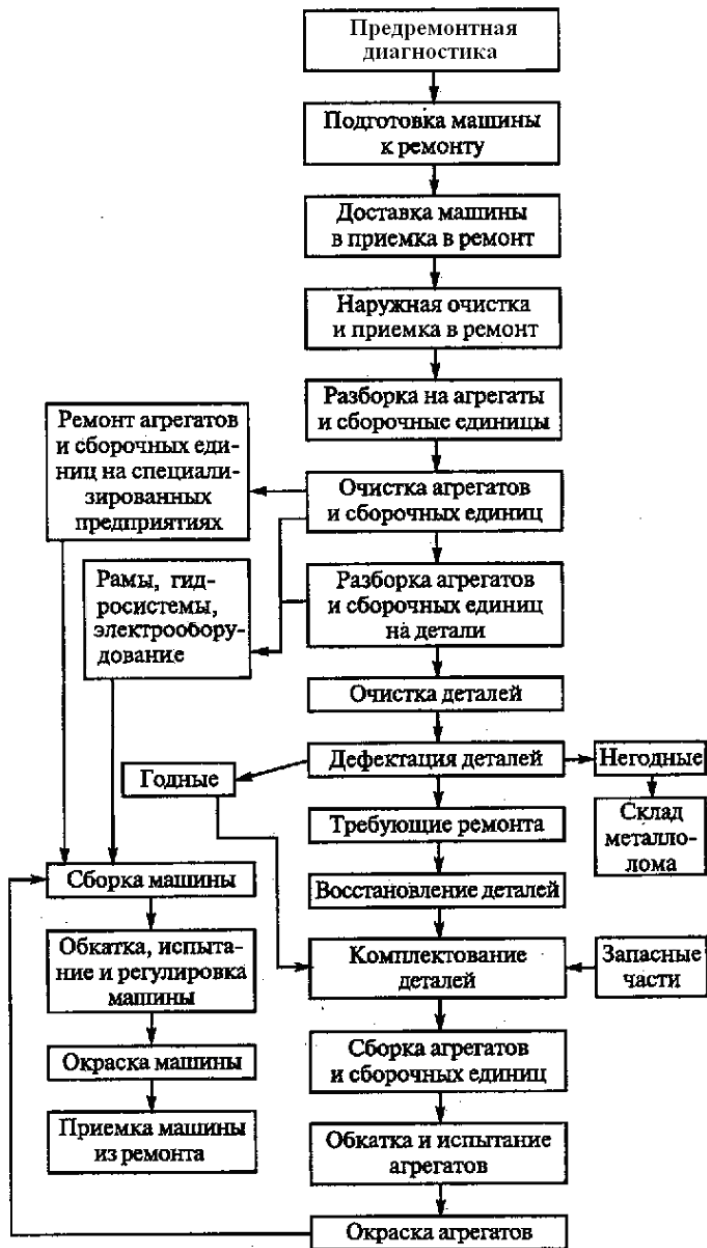 Предремонтная
диагностика
Подготовка машины
к ремонту
Доставка машины
в приемка в ремонт
Наружная очистка
и приемка в ремонт
Разборка на агрегаты
и сборочные единицы
Ремонт агрегатов
и сборочных еди-
ниц на специали-
зированных
предприятиях
Очистка агрегатов
и сборочных единиц
Рамы, гид-
росистемы,
электрообору-
дование
Разборка агрегатов
и сборочных единиц
на детали
Очистка деталей
Дефектация деталей
Негодные
Годные
Склад
металло-
лома
Требующие ремонта
Восстановление деталей
Сборка машины
Обкатка, испыта-
ние и регулировка
машины
Комплектование
деталей
Запасные
части
Окраска машины
Сборка агрегатов
и сборочных единиц
Приемка машины
из ремонта
Обкатка и испытание
агрегатов
Окраска агрегатов